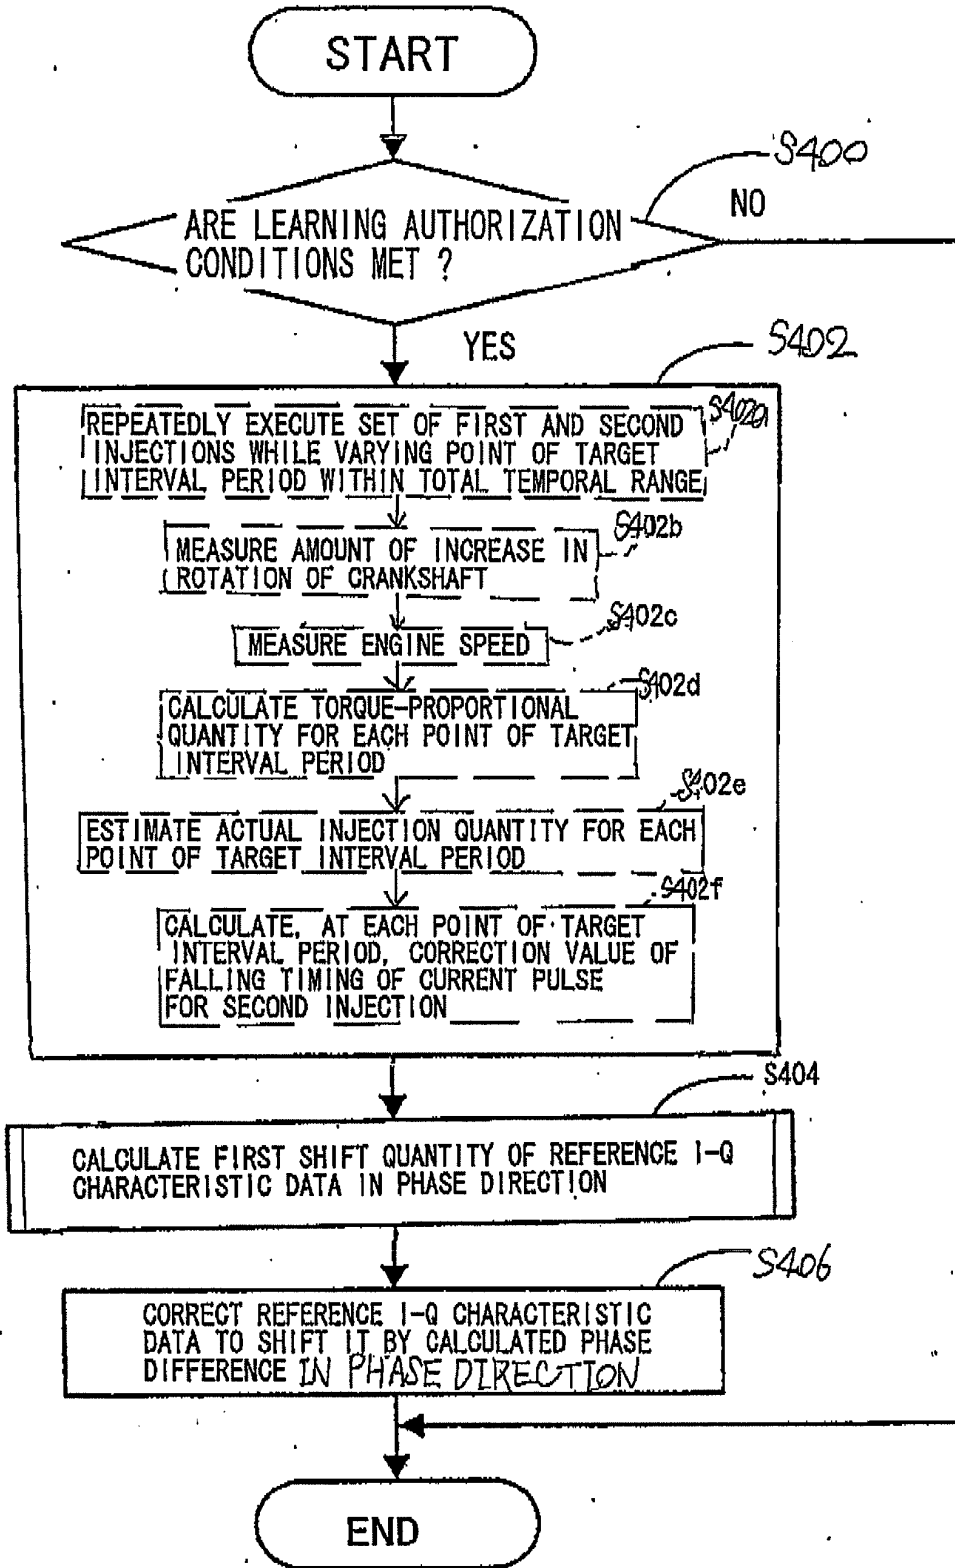 START
S400
NO
ARE LEARNING AUTHORIZATION
CONDITIONS MET ?
YES
S402
S402a
REPEATEDLY EXECUTE SET OF FIRST AND SECOND
INJECTIONS WHILE VARYING POINT OF TARGET
INTERVAL PERIOD WITHIN TOTAL TEMPORAL RANGE
S402b
MEASURE AMOUNT OF INCREASE IN
ROTATION OF CRANKSHAFT
S402c
MEASURE ENGINE SPEED
S402d
CALCULATE TORQUE-PROPORTIONAL
QUANTITY FOR EACH POINT OF TARGET
INTERVAL PERIOD
S402e
ESTIMATE ACTUAL INJECTION QUANTITY FOR EACH
POINT OF TARGET INTERVAL PERIOD
S402f
CALCULATE, AT EACH POINT OF TARGET
INTERVAL PERIOD, CORRECTION VALUE OF
FALLING TIMING OF CURRENT PULSE
FOR SECOND INJECTION
S404
CALCULATE FIRST SHIFT QUANTITY OF REFERENCE I-Q
CHARACTERISTIC DATA IN PHASE DIRECTION
S406
CORRECT REFERENCE I-Q CHARACTERISTIC
DATA TO SHIFT IT BY CALCULATED PHASE
DIFFERENCE IN PHASE DIRECTION
END